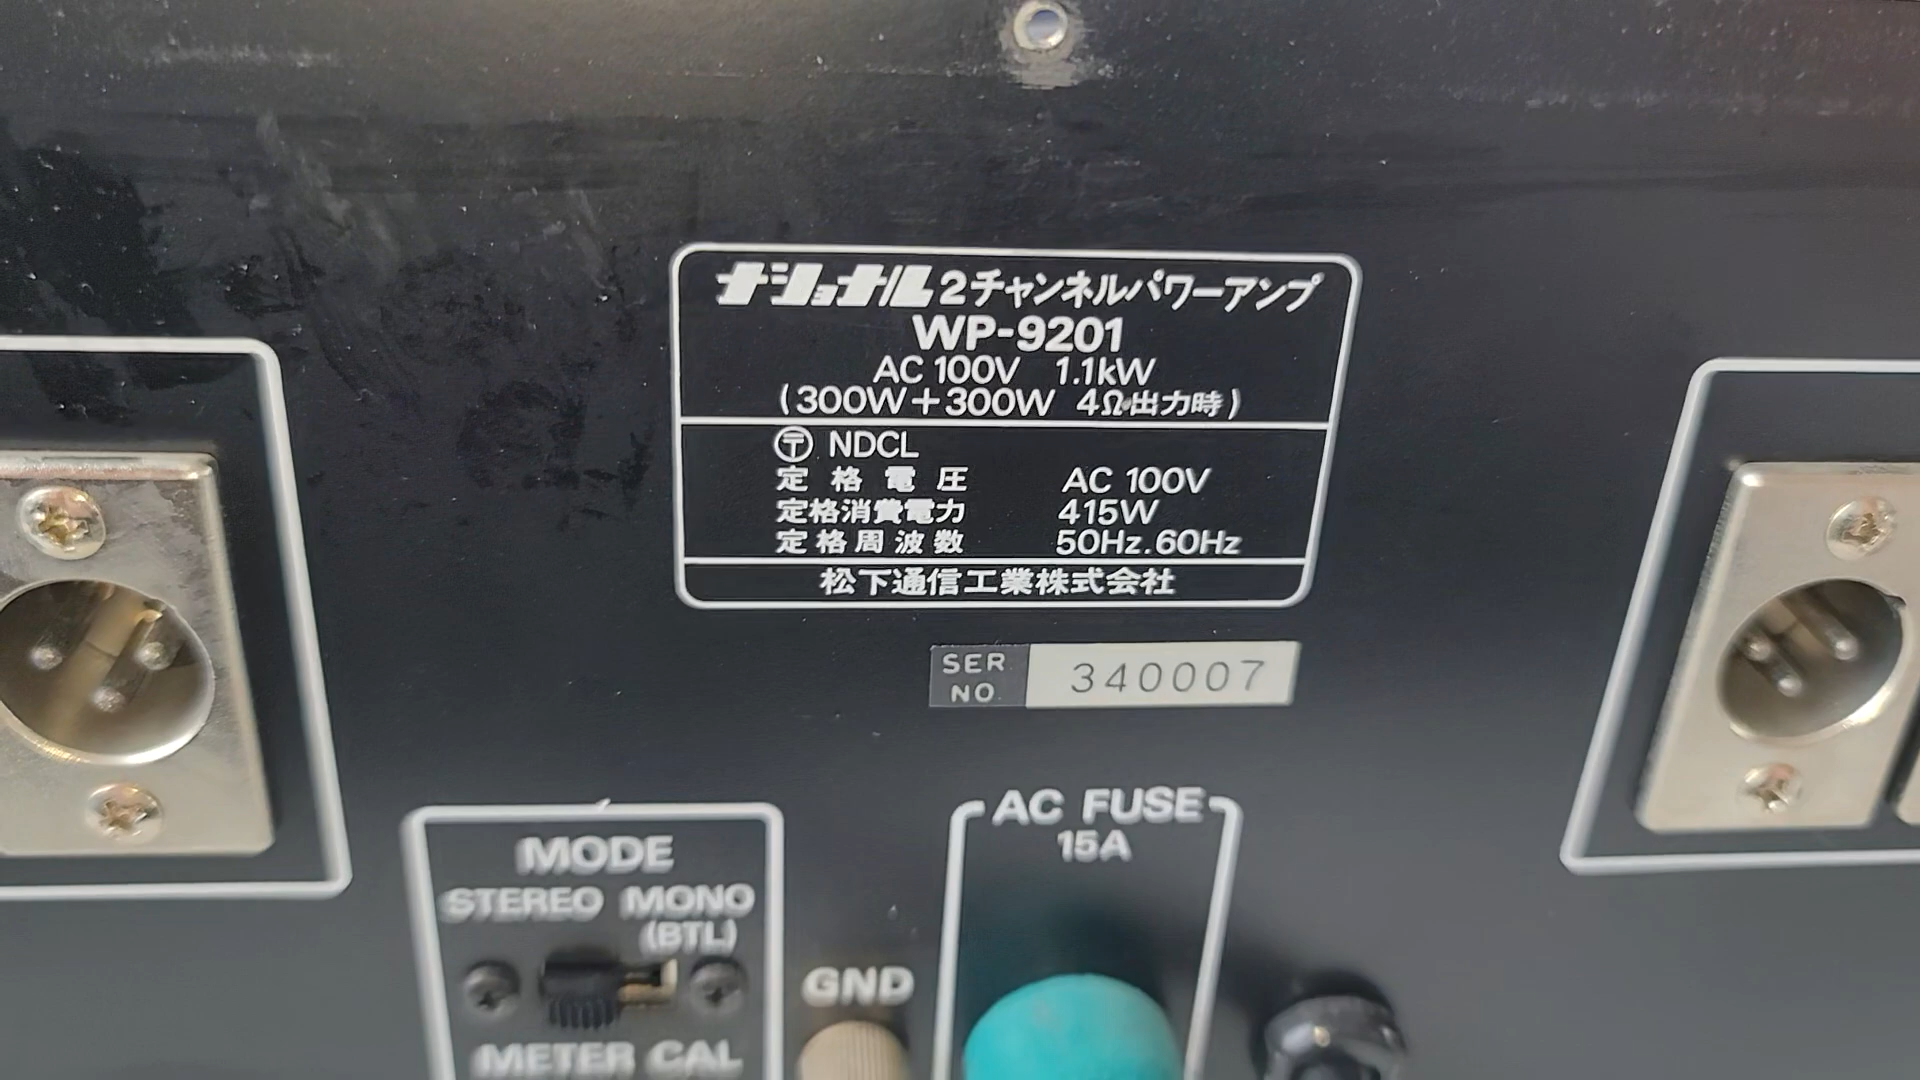 ナショナル 2チャンネルパワーアンプ
WP-9201
AC 100V 1.1kW
(300W+300W 4Ω出力時)
〶 NDCL
定格電圧 AC 100V
定格消費電力 415W
定格周波数 50Hz.60Hz
松下通信工業株式会社
SER NO. 340007
AC FUSE
15A
MODE
STEREO MONO
(BTL)
GND
METER CAL